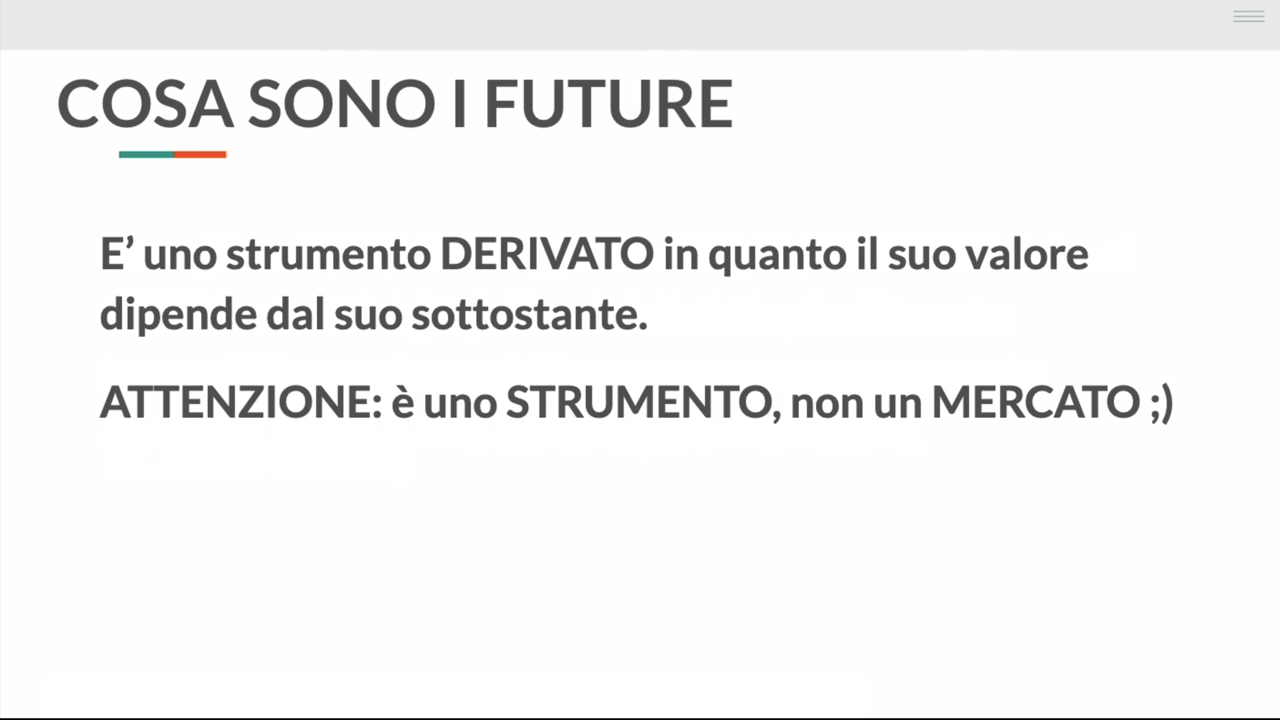 COSA SONO I FUTURE
E’ uno strumento DERIVATO in quanto il suo valore
dipende dal suo sottostante.
ATTENZIONE: è uno STRUMENTO, non un MERCATO ;)